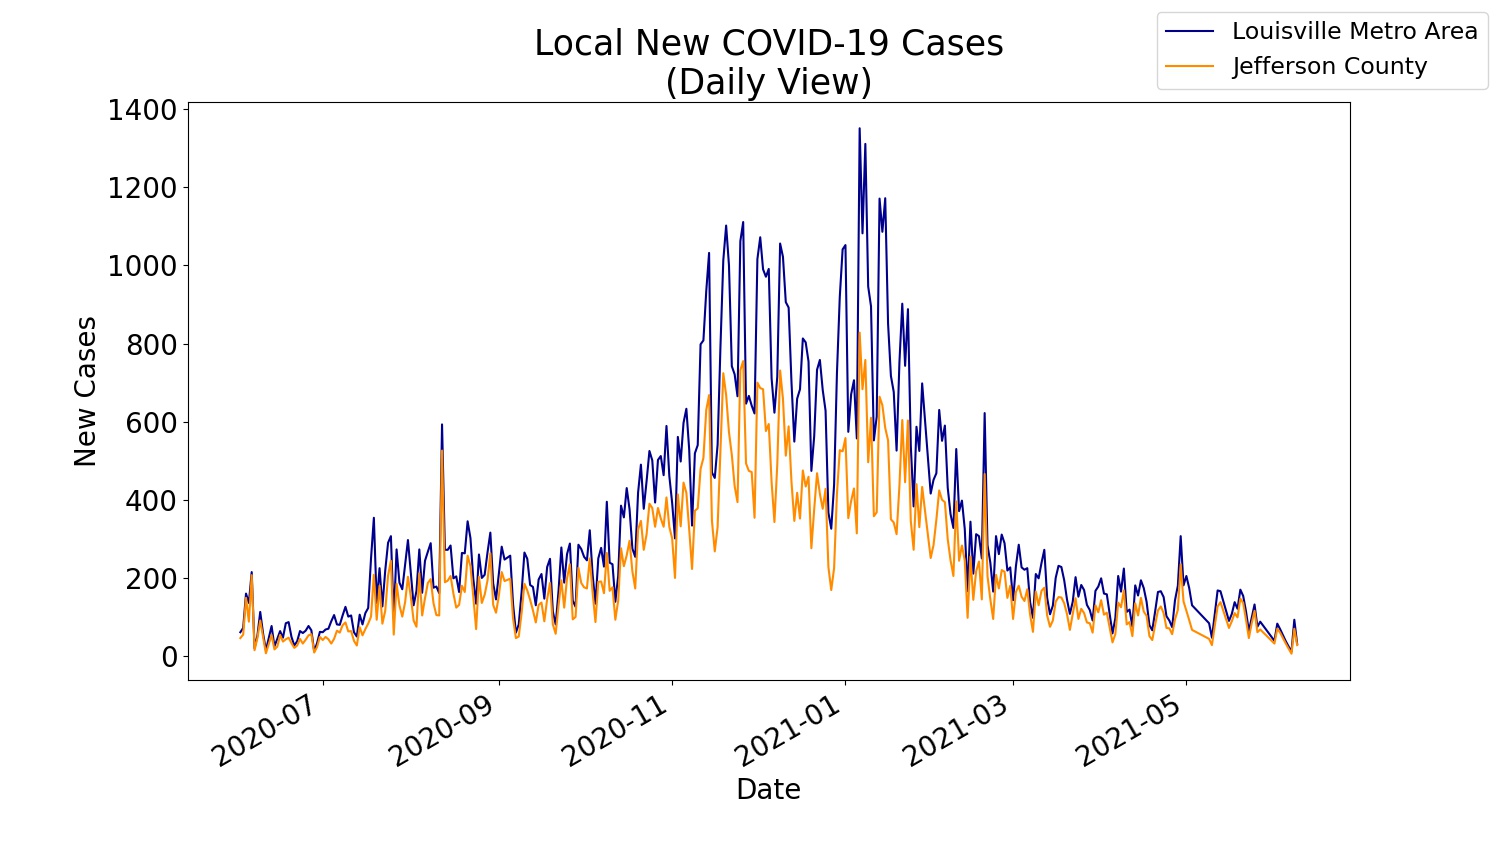 Local New COVID-19 Cases
(Daily View)
Louisville Metro Area
Jefferson County
New Cases
1400
1200
1000
800
600
400
200
0
2020-07
2020-09
2020-11
2021-01
2021-03
2021-05
Date